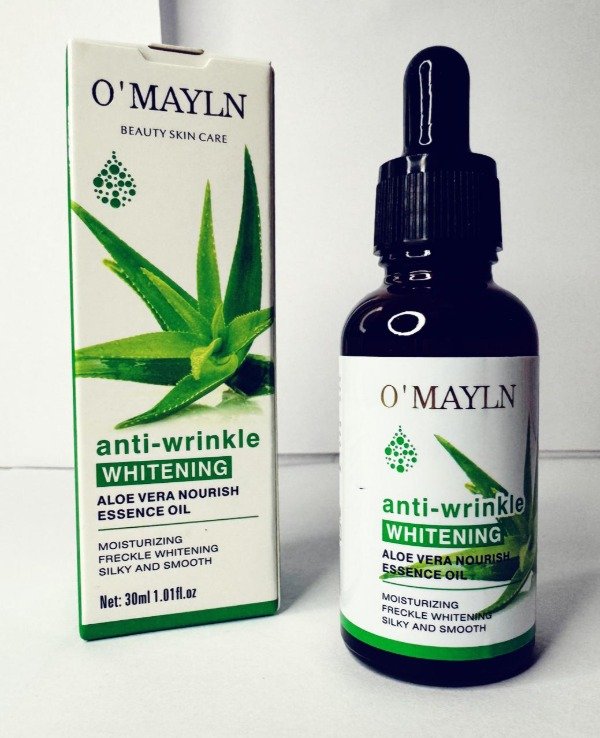 O'MAYLN
BEAUTY SKIN CARE
anti-wrinkle
WHITENING
ALOE VERA NOURISH
ESSENCE OIL
MOISTURIZING
FRECKLE WHITENING
SILKY AND SMOOTH
Net: 30ml 1.01fl.oz
O'MAYLN
anti-wrinkle
WHITENING
ALOE VERA NOURISH
ESSENCE OIL
MOISTURIZING
FRECKLE WHITENING
SILKY AND SMOOTH